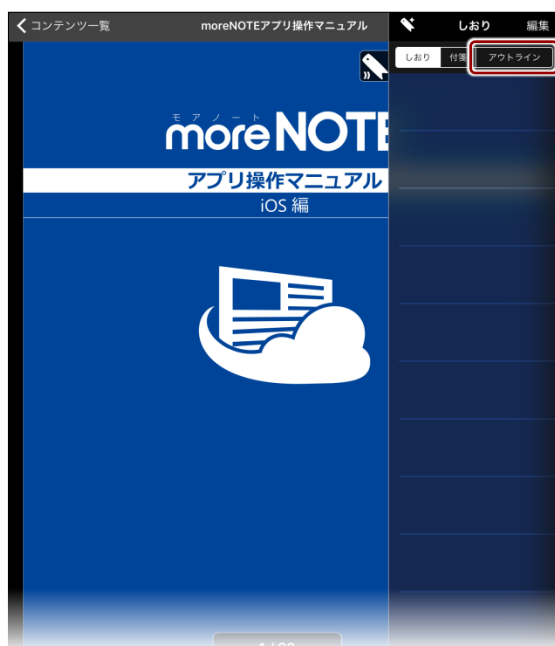 コンテンツ一覧
moreNOTEアプリ操作マニュアル
しおり
編集
しおり
付箋
アウトライン
モアノート
moreNOTE
アプリ操作マニュアル
iOS 編